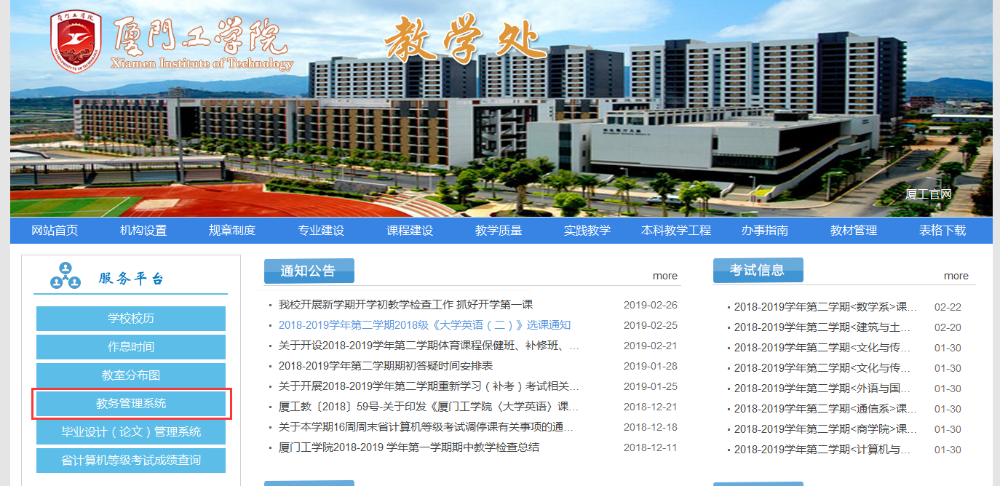 厦門工学院
Xiamen Institute of Technology
教学处
厦工官网
网站首页 机构设置 规章制度 专业建设 课程建设 教学质量 实践教学 本科教学工程 办事指南 教材管理 表格下载
服务平台
学校校历
作息时间
教室分布图
教务管理系统
毕业设计（论文）管理系统
省计算机等级考试成绩查询
通知公告
more
我校开展新学期开学初教学检查工作 抓好开学第一课 2019-02-26
2018-2019学年第二学期2018级《大学英语（二）》选课通知 2019-02-25
关于开设2018-2019学年第二学期体育课程保健班、补修班、… 2019-02-21
2018-2019学年第二学期期初答疑时间安排表 2019-01-28
关于开展2018-2019学年第二学期重新学习（补考）考试相关… 2019-01-25
厦工教〔2018〕59号-关于印发《厦门工学院〈大学英语〉课… 2018-12-21
关于本学期16周周末省计算机等级考试调停课有关事项的通… 2018-12-18
厦门工学院2018-2019 学年第一学期期中教学检查总结 2018-12-11
考试信息
more
2018-2019学年第二学期<数学系>课… 02-22
2018-2019学年第二学期<建筑与土… 02-20
2018-2019学年第二学期<文化与传… 01-30
2018-2019学年第二学期<文化与传… 01-30
2018-2019学年第二学期<外语与国… 01-30
2018-2019学年第二学期<通信系>课… 01-30
2018-2019学年第二学期<商学院>课… 01-30
2018-2019学年第二学期<计算机与… 01-30